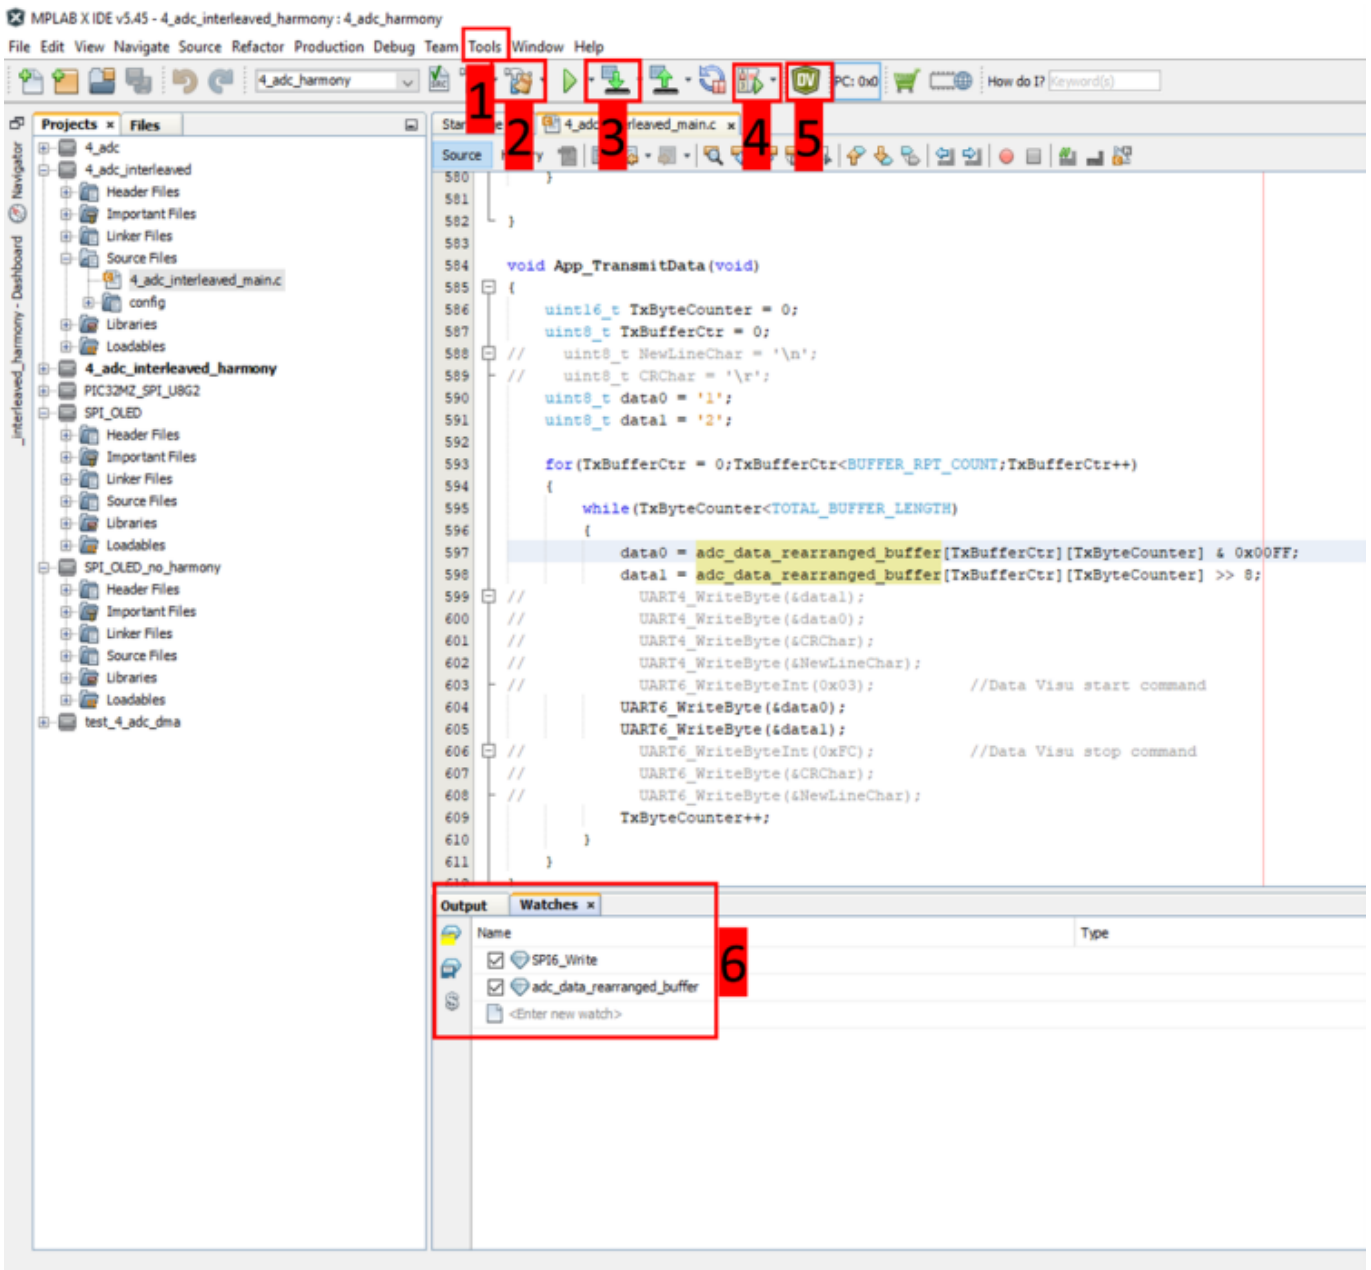 MPLAB X IDE v5.45 - 4_adc_interleaved_harmony : 4_adc_harmony
File Edit View Navigate Source Refactor Production Debug Team Tools Window Help
4_adc_harmony
PC: 0x0
How do I? Keyword(s)
1
2
3
4
5
Projects
Files
Navigator
_interleaved_harmony - Dashboard
4_adc
4_adc_interleaved
Header Files
Important Files
Linker Files
Source Files
4_adc_interleaved_main.c
config
Libraries
Loadables
4_adc_interleaved_harmony
PIC32MZ_SPI_U8G2
SPI_OLED
Header Files
Important Files
Linker Files
Source Files
Libraries
Loadables
SPI_OLED_no_harmony
Header Files
Important Files
Linker Files
Source Files
Libraries
Loadables
test_4_adc_dma
Source
580 }
581
582 }
583
584 void App_TransmitData(void)
585 {
586 uint16_t TxByteCounter = 0;
587 uint8_t TxBufferCtr = 0;
588 // uint8_t NewLineChar = '\n';
589 // uint8_t CRChar = '\r';
590 uint8_t data0 = '1';
591 uint8_t data1 = '2';
592
593 for(TxBufferCtr = 0;TxBufferCtr<BUFFER_RPT_COUNT;TxBufferCtr++)
594 {
595 while(TxByteCounter<TOTAL_BUFFER_LENGTH)
596 {
597 data0 = adc_data_rearranged_buffer[TxBufferCtr][TxByteCounter] & 0x00FF;
598 data1 = adc_data_rearranged_buffer[TxBufferCtr][TxByteCounter] >> 8;
599 // UART4_WriteByte(&data1);
600 // UART4_WriteByte(&data0);
601 // UART4_WriteByte(&CRChar);
602 // UART4_WriteByte(&NewLineChar);
603 // UART6_WriteByteInt(0x03); //Data Visu start command
604 UART6_WriteByte(&data0);
605 UART6_WriteByte(&data1);
606 // UART6_WriteByteInt(0xFC); //Data Visu stop command
607 // UART6_WriteByte(&CRChar);
608 // UART6_WriteByte(&NewLineChar);
609 TxByteCounter++;
610 }
611 }
Output
Watches
Name
Type
SPI6_Write
adc_data_rearranged_buffer
<Enter new watch>
6